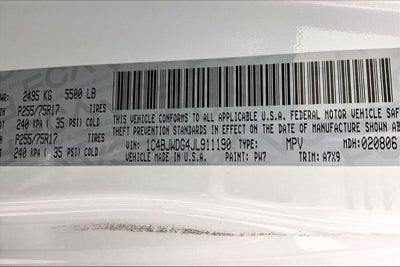 WR: 2495 KG 5500 LB
P255/75R17 TIRES
240 KPA ( 35 PSI) COLD
P255/75R17 TIRES
240 KPA ( 35 PSI) COLD
THIS VEHICLE CONFORMS TO ALL APPLICABLE U.S.A. FEDERAL MOTOR VEHICLE SAF
THEFT PREVENTION STANDARDS IN EFFECT ON THE DATE OF MANUFACTURE SHOWN AB
VIN: 1C4BJWDG4JL911190 TYPE: MPV MDH: 020806
VEHICLE MADE IN U.S.A. PAINT: PW7 TRIM: A7X9